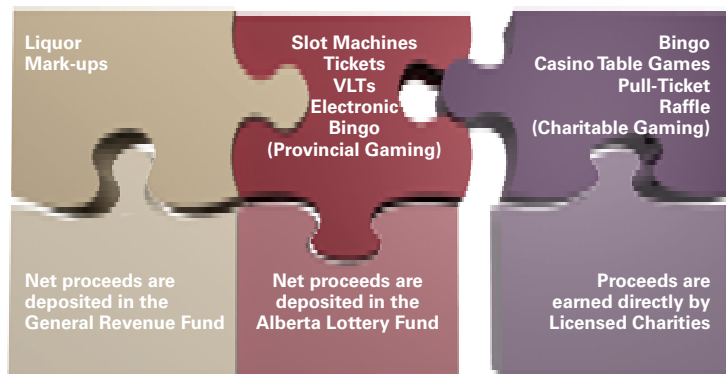 Liquor
Mark-ups
Slot Machines
Tickets
VLTs
Electronic
Bingo
(Provincial Gaming)
Bingo
Casino Table Games
Pull-Ticket
Raffle
(Charitable Gaming)
Net proceeds are
deposited in the
General Revenue Fund
Net proceeds are
deposited in the
Alberta Lottery Fund
Proceeds are
earned directly by
Licensed Charities